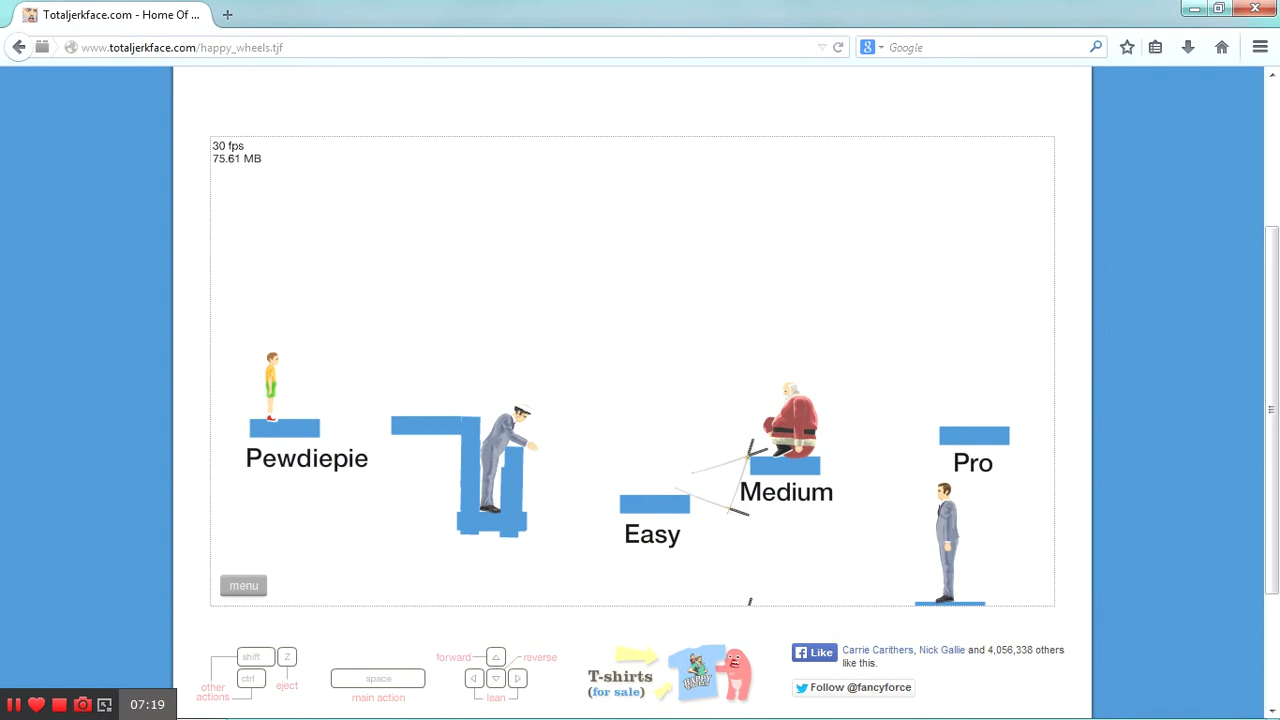 Totaljerkface.com - Home Of ...
www.totaljerkface.com/happy_wheels.tjf
Google
30 fps
75.61 MB
Pewdiepie
Pro
Medium
Easy
menu
shift
Z
ctrl
other
actions
eject
space
main action
forward
reverse
lean
T-shirts
(for sale)
Like
Carrie Carithers, Nick Gallie and 4,056,338 others
like this.
Follow @fancyforce
07:19